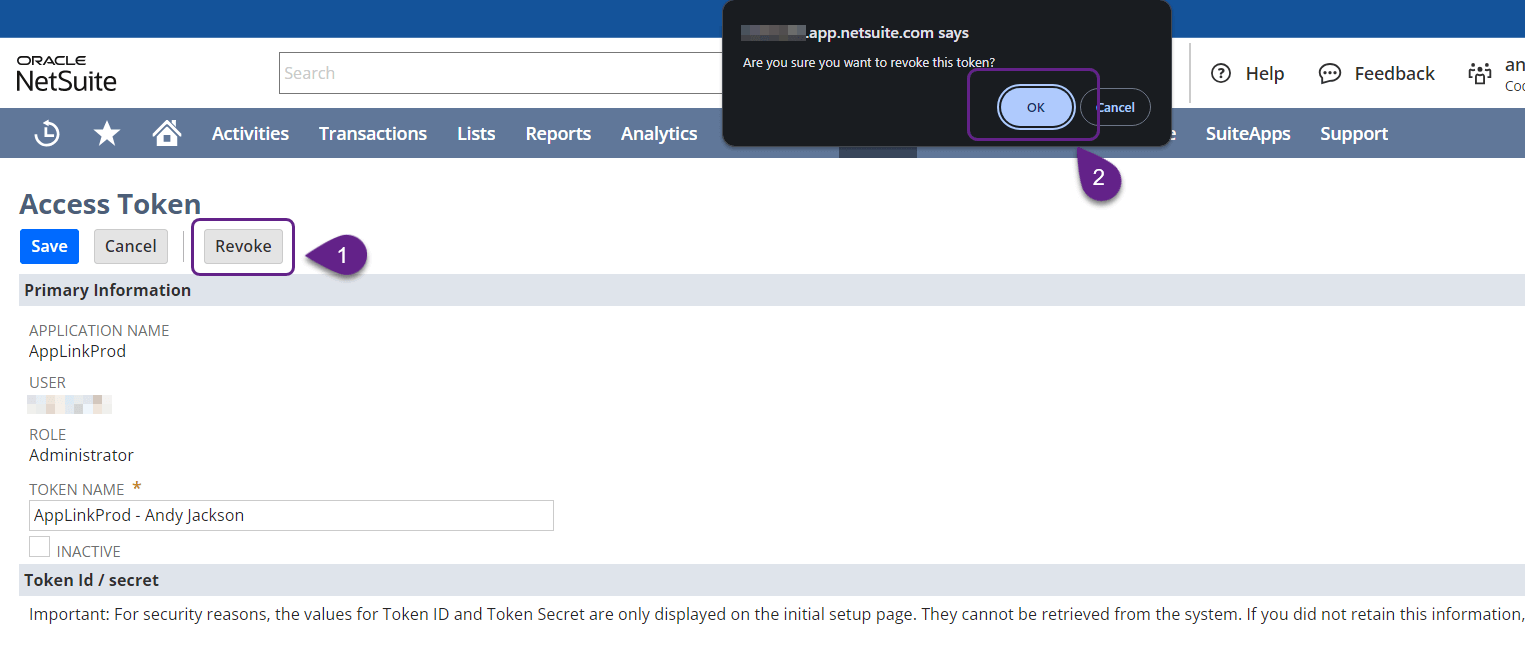 .app.netsuite.com says
Are you sure you want to revoke this token?
OK
Cancel
2
ORACLE
NetSuite
Search
Help
Feedback
an
Activities
Transactions
Lists
Reports
Analytics
e
SuiteApps
Support
Access Token
Save
Cancel
Revoke
1
Primary Information
APPLICATION NAME
AppLinkProd
USER
ROLE
Administrator
TOKEN NAME *
AppLinkProd - Andy Jackson
INACTIVE
Token Id / secret
Important: For security reasons, the values for Token ID and Token Secret are only displayed on the initial setup page. They cannot be retrieved from the system. If you did not retain this information,